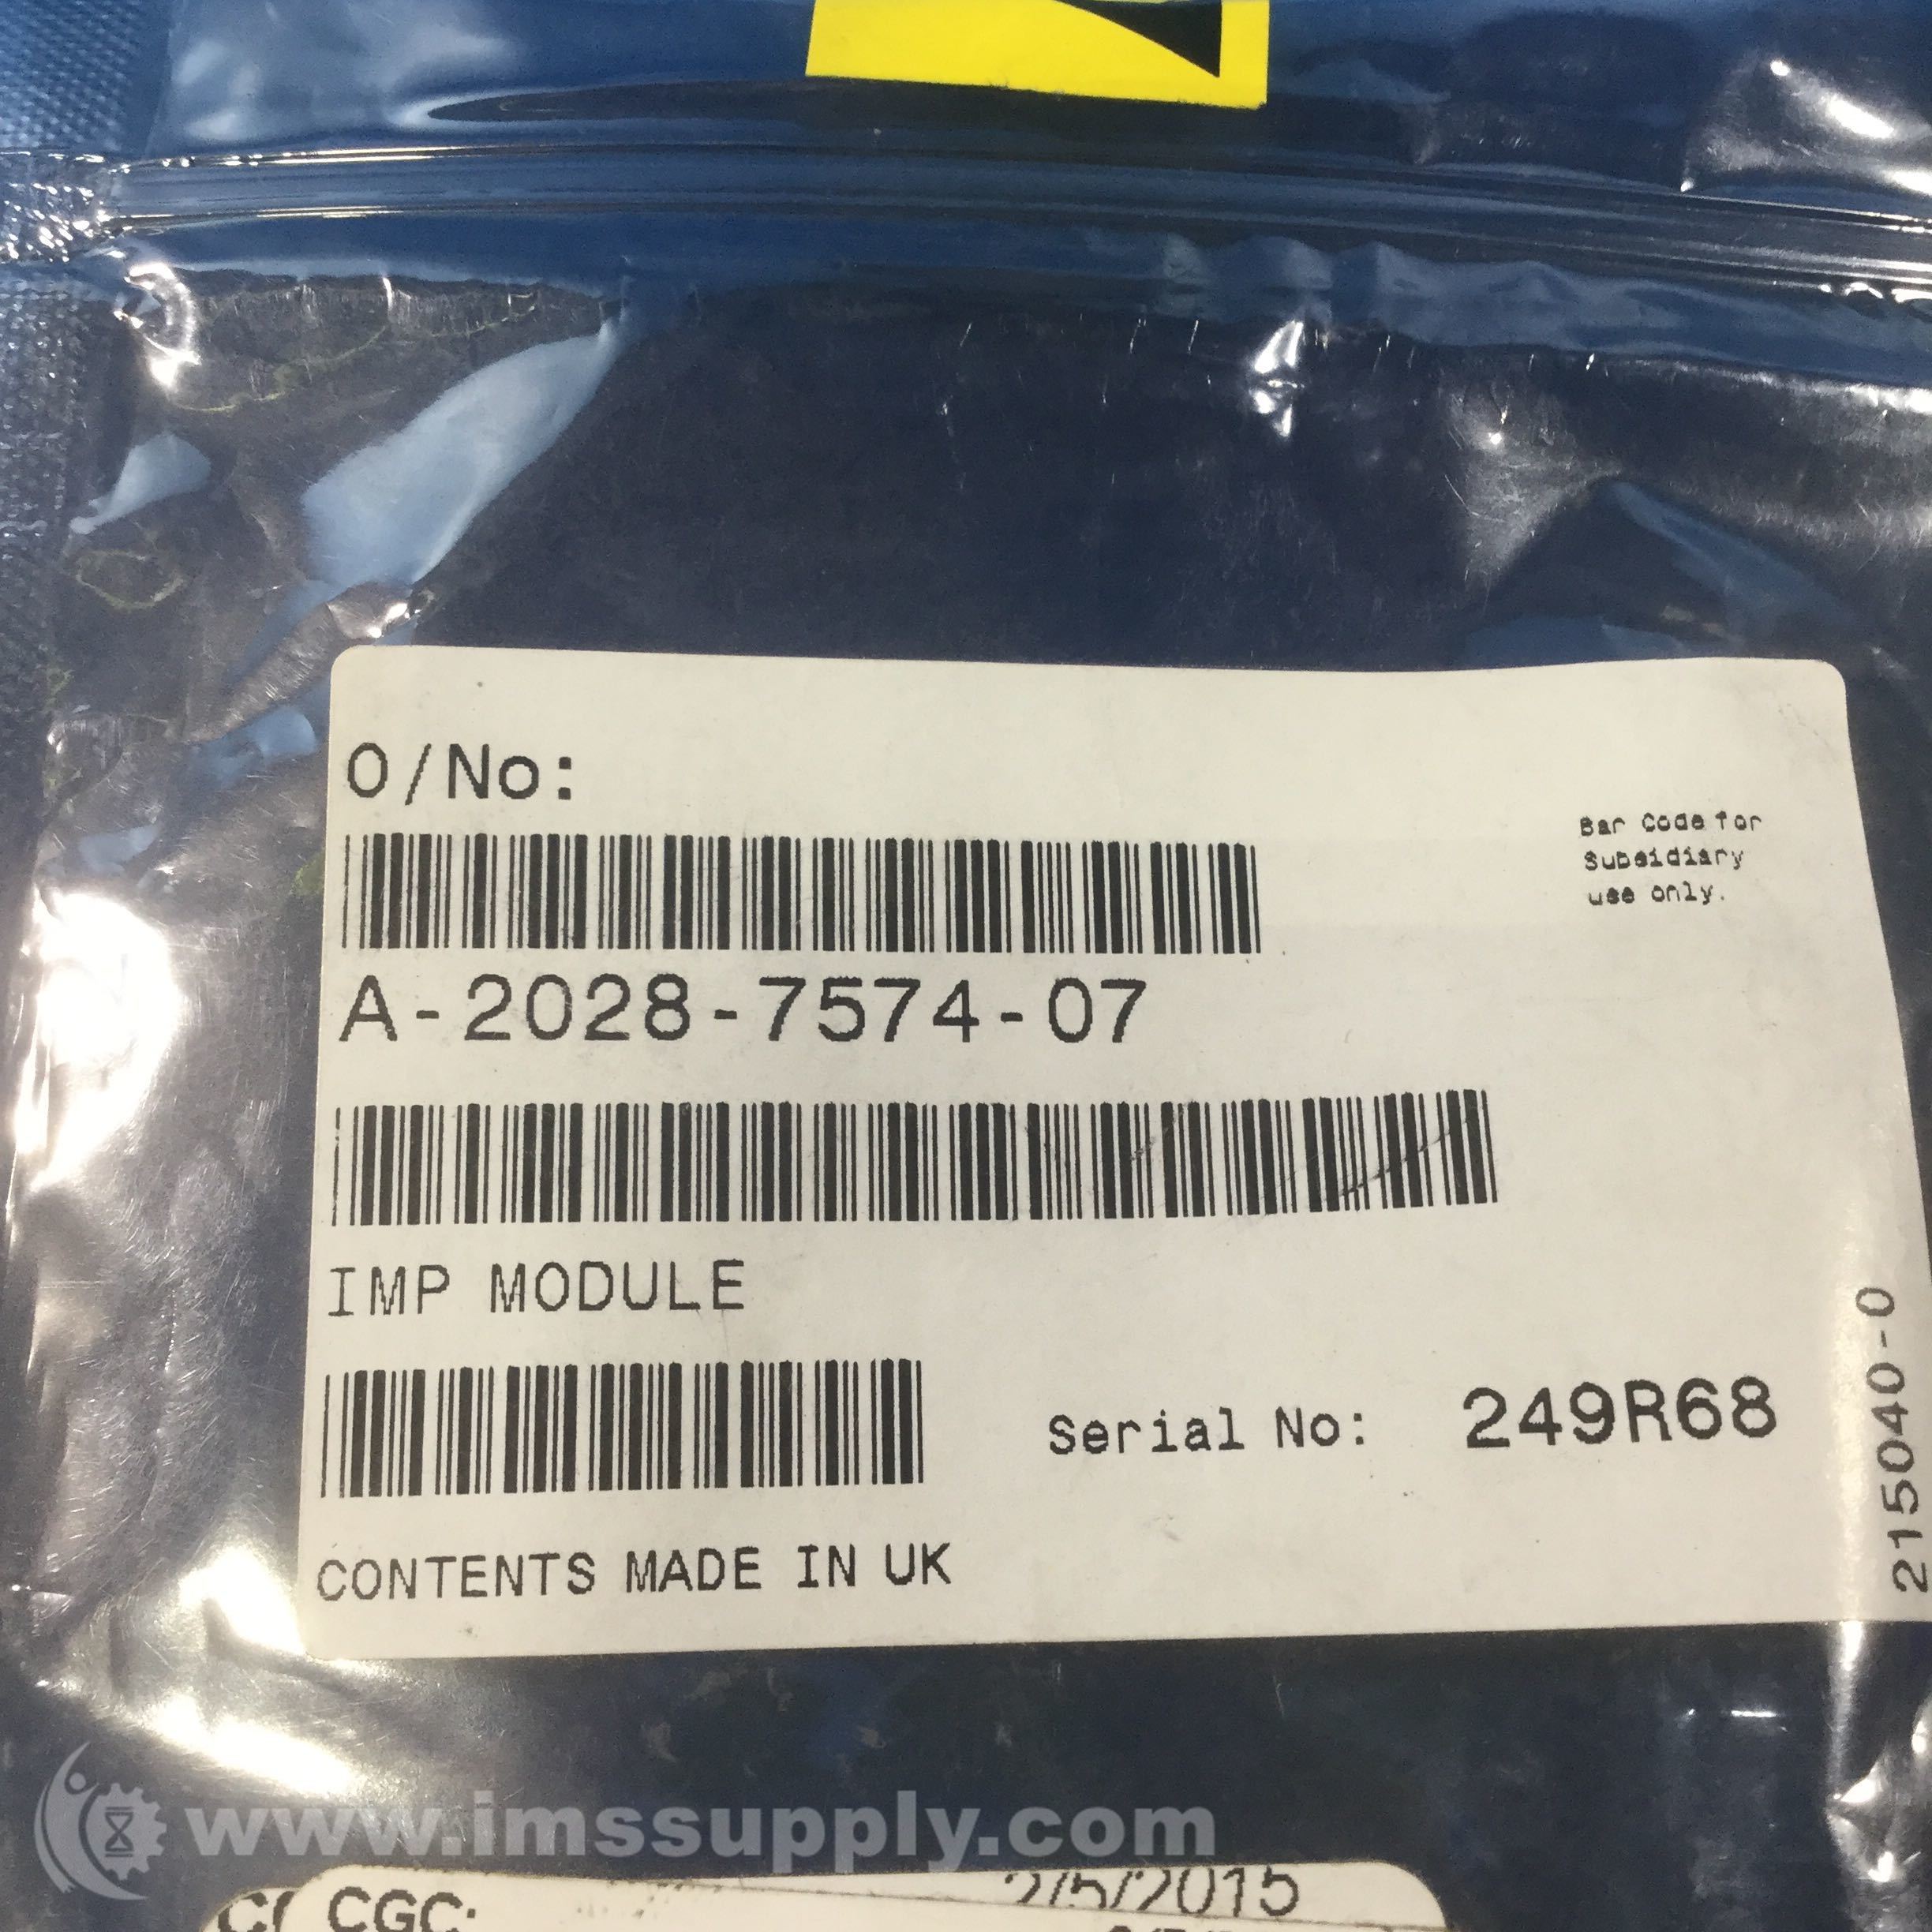 O/No:
Bar Code for
Subsidiary
use only.
A-2028-7574-07
IMP MODULE
Serial No: 249R68
CONTENTS MADE IN UK
215040-0
www.imssupply.com
2/5/2015
CGC: